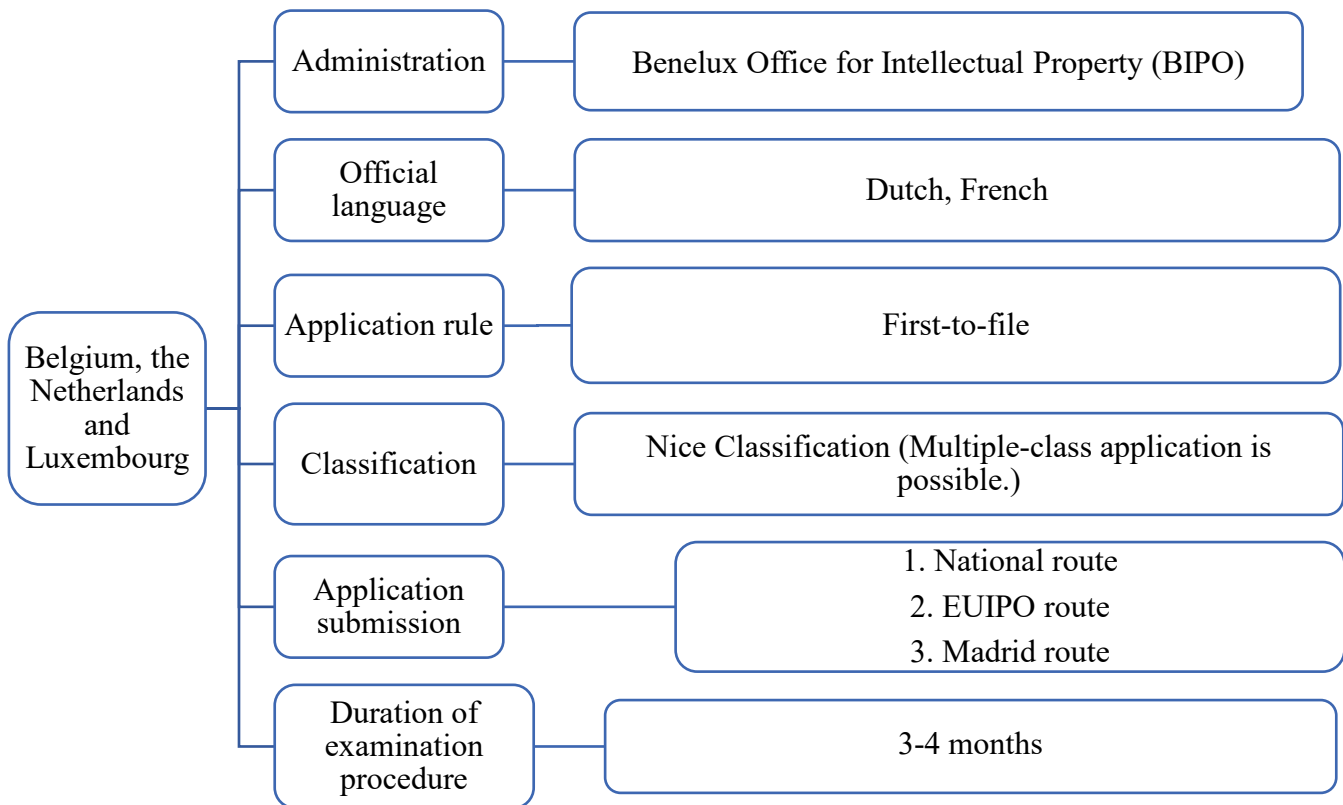 Belgium, the
Netherlands
and
Luxembourg
Administration
Benelux Office for Intellectual Property (BIPO)
Official
language
Dutch, French
Application rule
First-to-file
Classification
Nice Classification (Multiple-class application is
possible.)
Application
submission
1. National route
2. EUIPO route
3. Madrid route
Duration of
examination
procedure
3-4 months